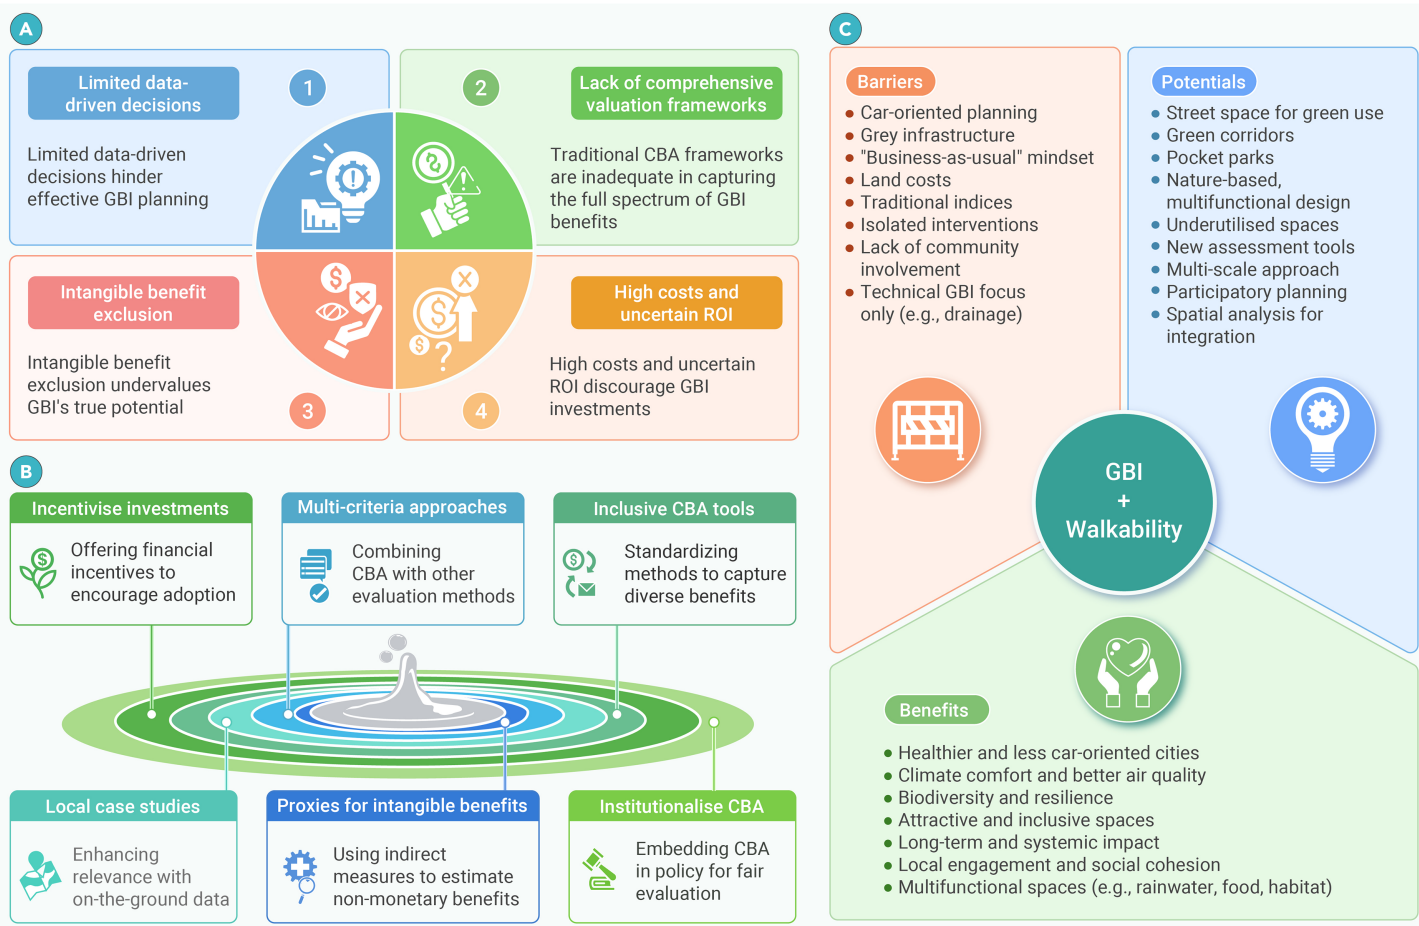 A
Limited data-
driven decisions
1
Limited data-driven
decisions hinder
effective GBI planning
2
Lack of comprehensive
valuation frameworks
Traditional CBA frameworks
are inadequate in capturing
the full spectrum of GBI
benefits
Intangible benefit
exclusion
Intangible benefit
exclusion undervalues
GBI's true potential
3
High costs and
uncertain ROI
High costs and uncertain
ROI discourage GBI
investments
4
B
Incentivise investments
Offering financial
incentives to
encourage adoption
Multi-criteria approaches
Combining
CBA with other
evaluation methods
Inclusive CBA tools
Standardizing
methods to capture
diverse benefits
Local case studies
Enhancing
relevance with
on-the-ground data
Proxies for intangible benefits
Using indirect
measures to estimate
non-monetary benefits
Institutionalise CBA
Embedding CBA
in policy for fair
evaluation
C
Barriers
• Car-oriented planning
• Grey infrastructure
• "Business-as-usual" mindset
• Land costs
• Traditional indices
• Isolated interventions
• Lack of community
involvement
• Technical GBI focus
only (e.g., drainage)
Potentials
• Street space for green use
• Green corridors
• Pocket parks
• Nature-based,
multifunctional design
• Underutilised spaces
• New assessment tools
• Multi-scale approach
• Participatory planning
• Spatial analysis for
integration
GBI
+
Walkability
Benefits
• Healthier and less car-oriented cities
• Climate comfort and better air quality
• Biodiversity and resilience
• Attractive and inclusive spaces
• Long-term and systemic impact
• Local engagement and social cohesion
• Multifunctional spaces (e.g., rainwater, food, habitat)